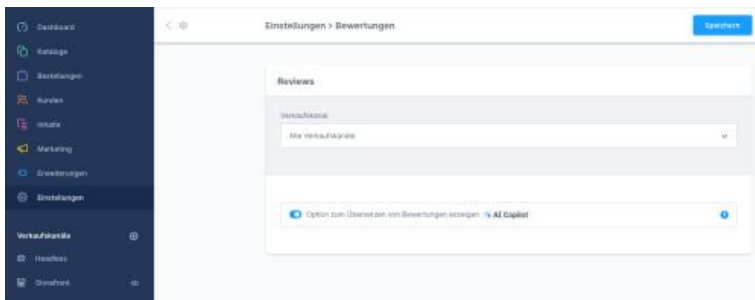 Dashboard
Einstellungen > Bewertungen
Speichern
Kataloge
Bestellungen
Kunden
Inhalte
Marketing
Erweiterungen
Einstellungen
Verkaufskanäle
Headless
Storefront
Reviews
Verkaufskanal
Alle Verkaufskanäle
Option zum Übersetzen von Bewertungen anzeigen AI Copilot